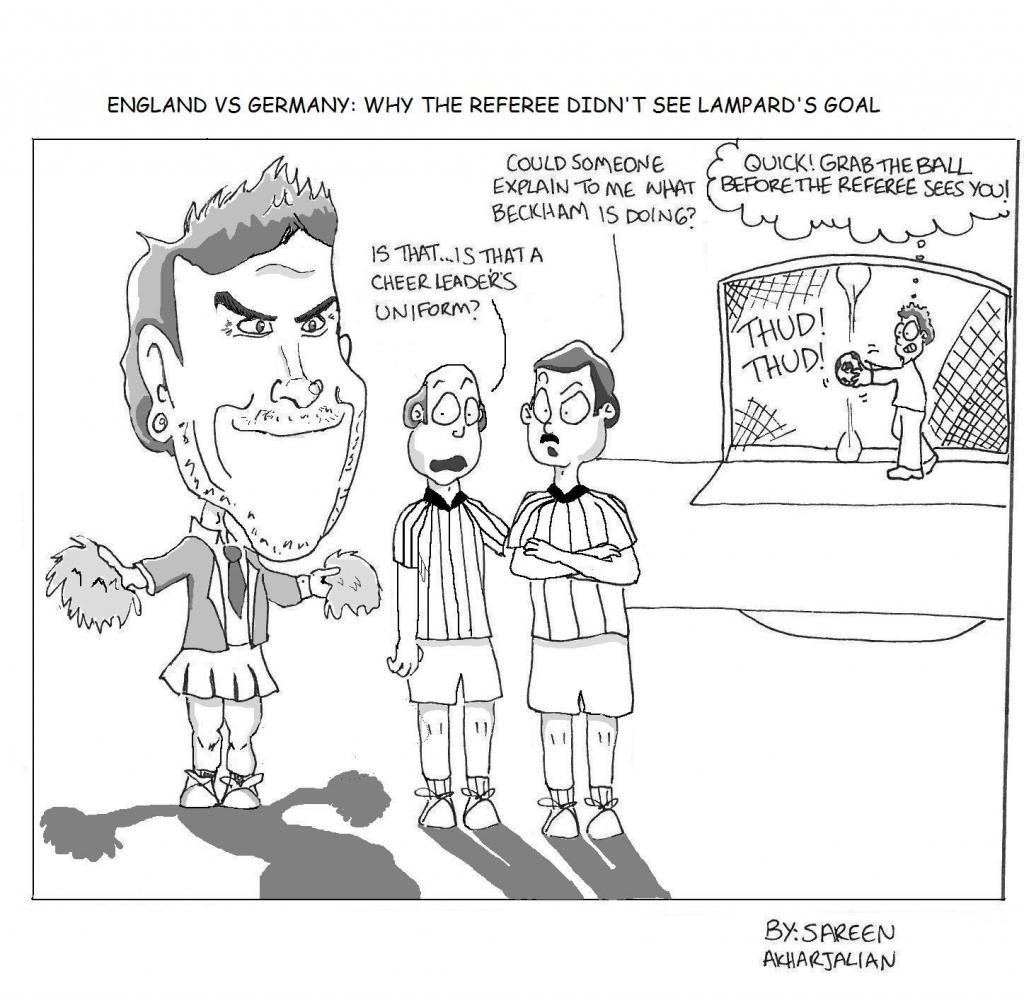 ENGLAND VS GERMANY: WHY THE REFEREE DIDN'T SEE LAMPARD'S GOAL
IS THAT...IS THAT A
CHEER LEADER'S
UNIFORM?
COULD SOMEONE
EXPLAIN TO ME WHAT
BECKHAM IS DOING?
QUICK! GRAB THE BALL
BEFORE THE REFEREE SEES YOU!
THUD!
THUD!
BY: SAREEN
AKHARJALIAN